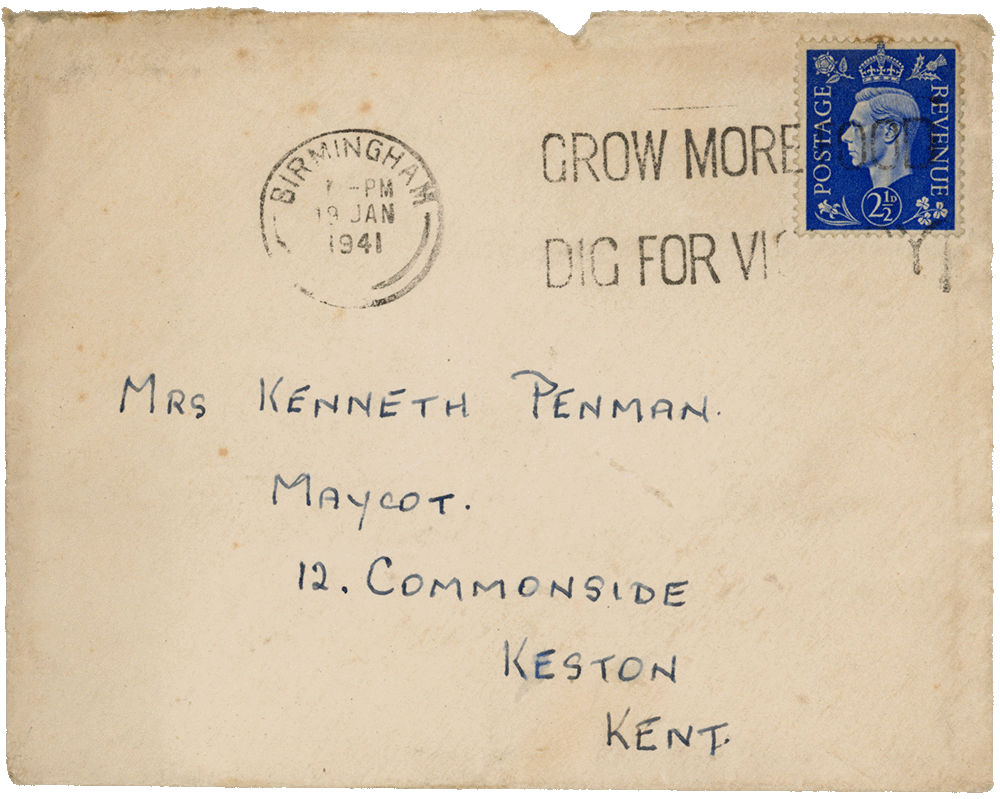 BIRMINGHAM
-PM
19 JAN
1941
GROW MORE
DIG FOR
POSTAGE
REVENUE
2½D
MRS KENNETH PENMAN.
MAYCOT.
12. COMMONSIDE
KESTON
KENT.